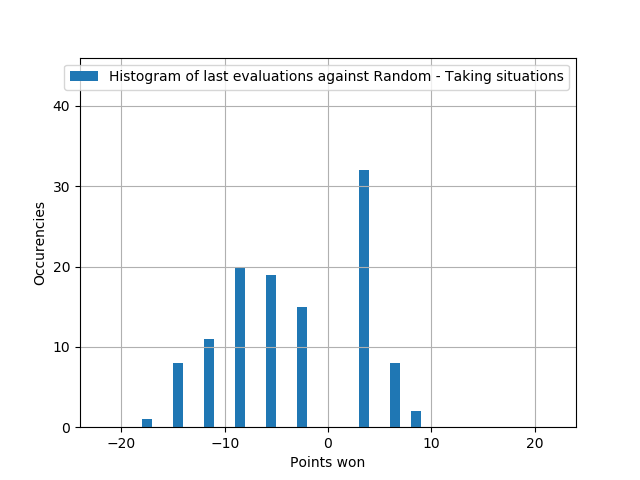 Histogram of last evaluations against Random - Taking situations
40
30
20
10
0
Occurencies
−20 −10 0 10 20
Points won